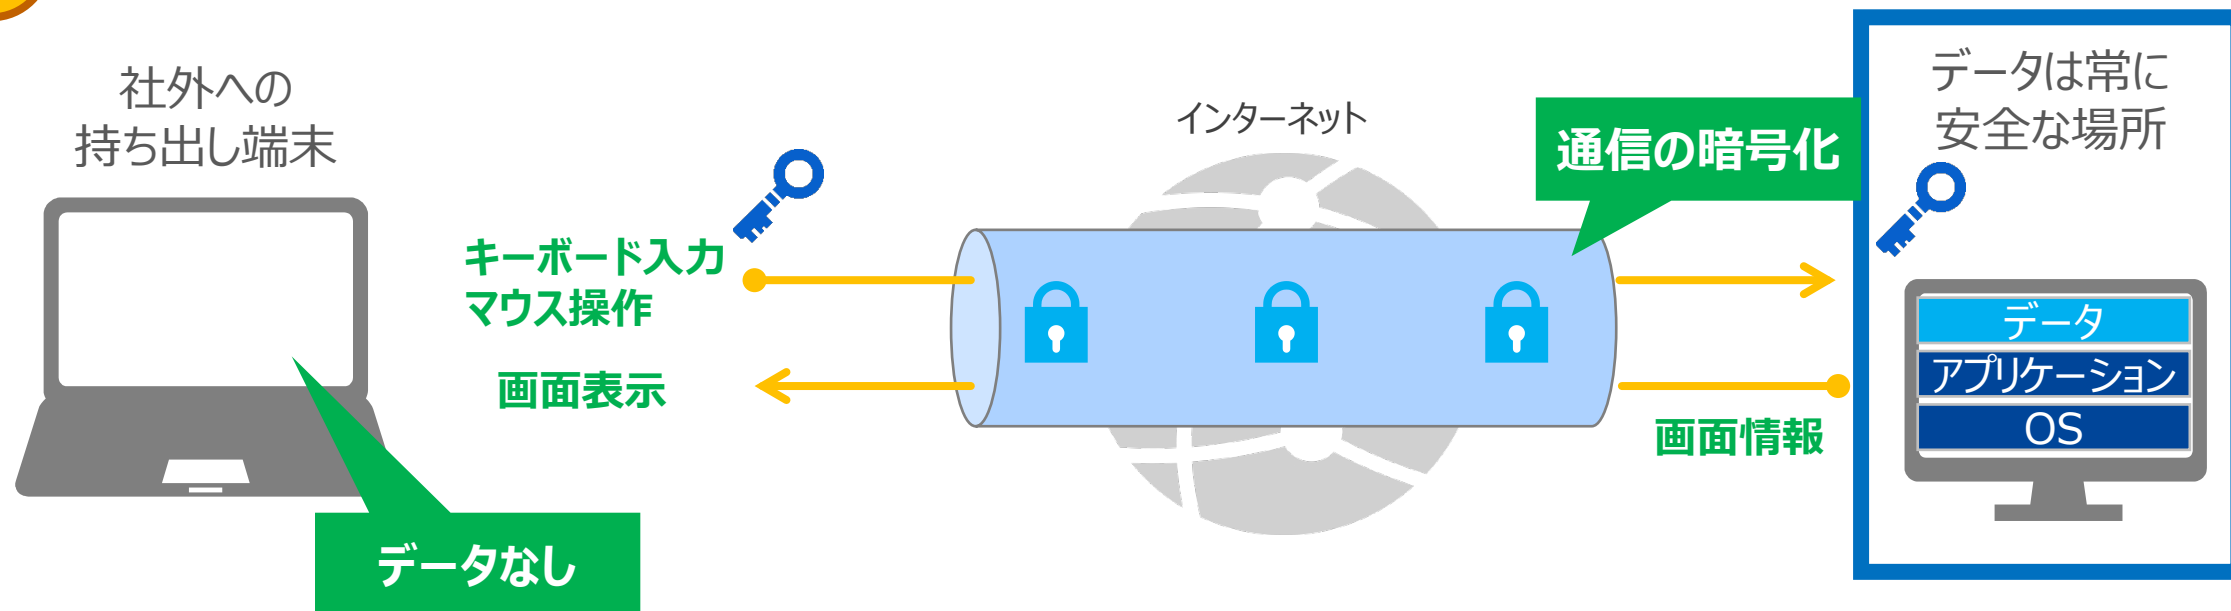 社外への
持ち出し端末
キーボード入力
マウス操作
画面表示
データなし
インターネット
通信の暗号化
画面情報
データは常に
安全な場所
データ
アプリケーション
OS